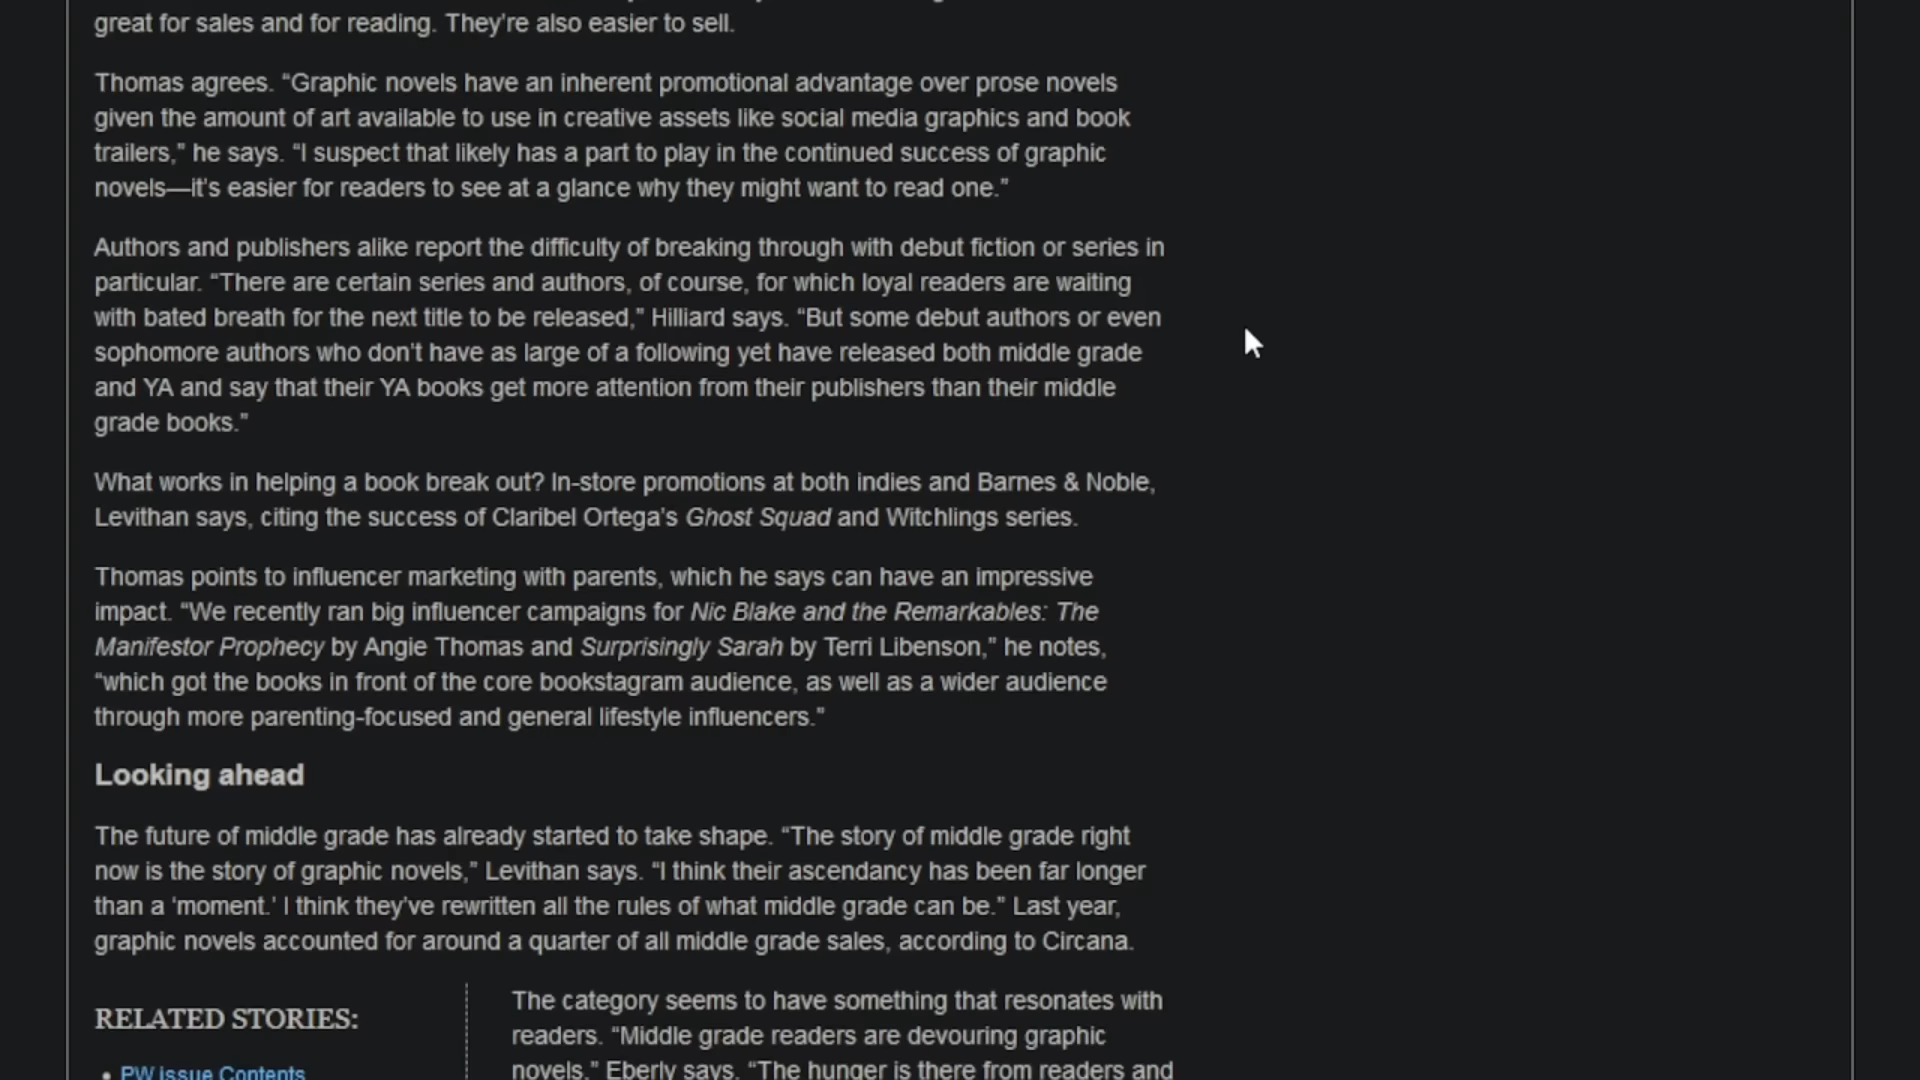 great for sales and for reading. They’re also easier to sell.
Thomas agrees. “Graphic novels have an inherent promotional advantage over prose novels
given the amount of art available to use in creative assets like social media graphics and book
trailers,” he says. “I suspect that likely has a part to play in the continued success of graphic
novels—it’s easier for readers to see at a glance why they might want to read one.”
Authors and publishers alike report the difficulty of breaking through with debut fiction or series in
particular. “There are certain series and authors, of course, for which loyal readers are waiting
with bated breath for the next title to be released,” Hilliard says. “But some debut authors or even
sophomore authors who don’t have as large of a following yet have released both middle grade
and YA and say that their YA books get more attention from their publishers than their middle
grade books.”
What works in helping a book break out? In-store promotions at both indies and Barnes & Noble,
Levithan says, citing the success of Claribel Ortega’s Ghost Squad and Witchlings series.
Thomas points to influencer marketing with parents, which he says can have an impressive
impact. “We recently ran big influencer campaigns for Nic Blake and the Remarkables: The
Manifestor Prophecy by Angie Thomas and Surprisingly Sarah by Terri Libenson,” he notes,
“which got the books in front of the core bookstagram audience, as well as a wider audience
through more parenting-focused and general lifestyle influencers.”
Looking ahead
The future of middle grade has already started to take shape. “The story of middle grade right
now is the story of graphic novels,” Levithan says. “I think their ascendancy has been far longer
than a ‘moment.’ I think they’ve rewritten all the rules of what middle grade can be.” Last year,
graphic novels accounted for around a quarter of all middle grade sales, according to Circana.
RELATED STORIES:
• PW issue Contents
The category seems to have something that resonates with
readers. “Middle grade readers are devouring graphic
novels,” Eberly says. “The hunger is there from readers and